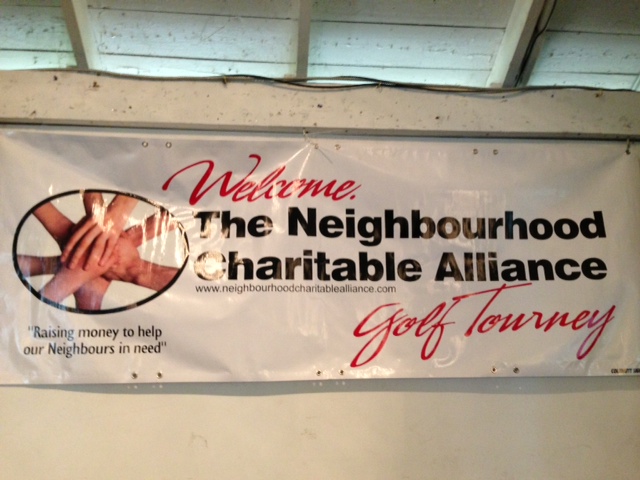 Welcome.
The Neighbourhood
Charitable Alliance
www.neighbourhoodcharitablealliance.com
Golf Tourney
"Raising money to help
our Neighbours in need"